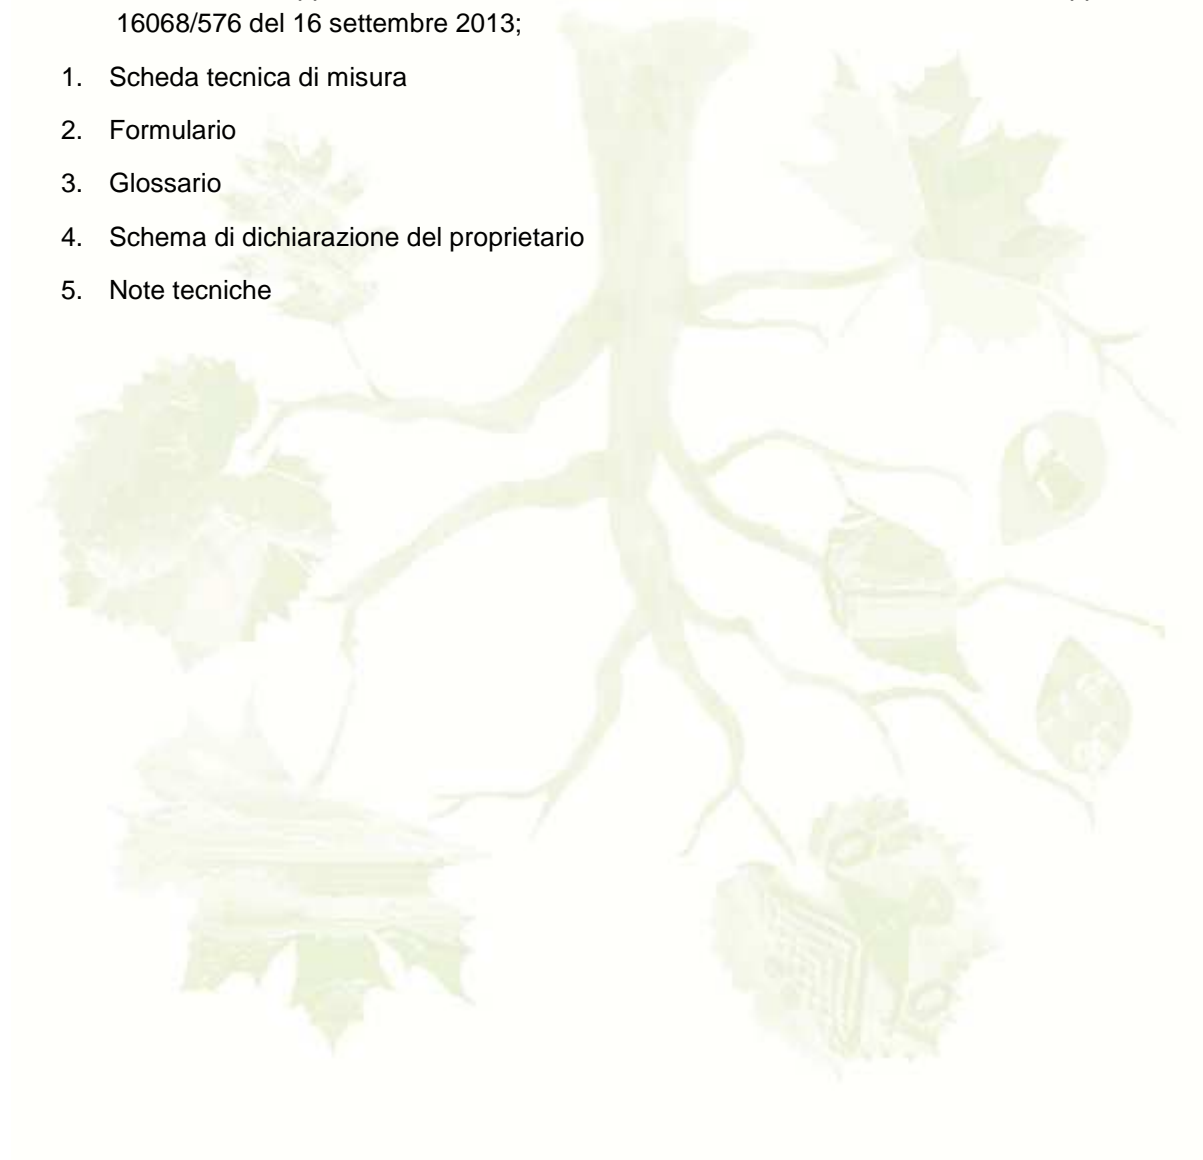 16068/576 del 16 settembre 2013;
1. Scheda tecnica di misura
2. Formulario
3. Glossario
4. Schema di dichiarazione del proprietario
5. Note tecniche